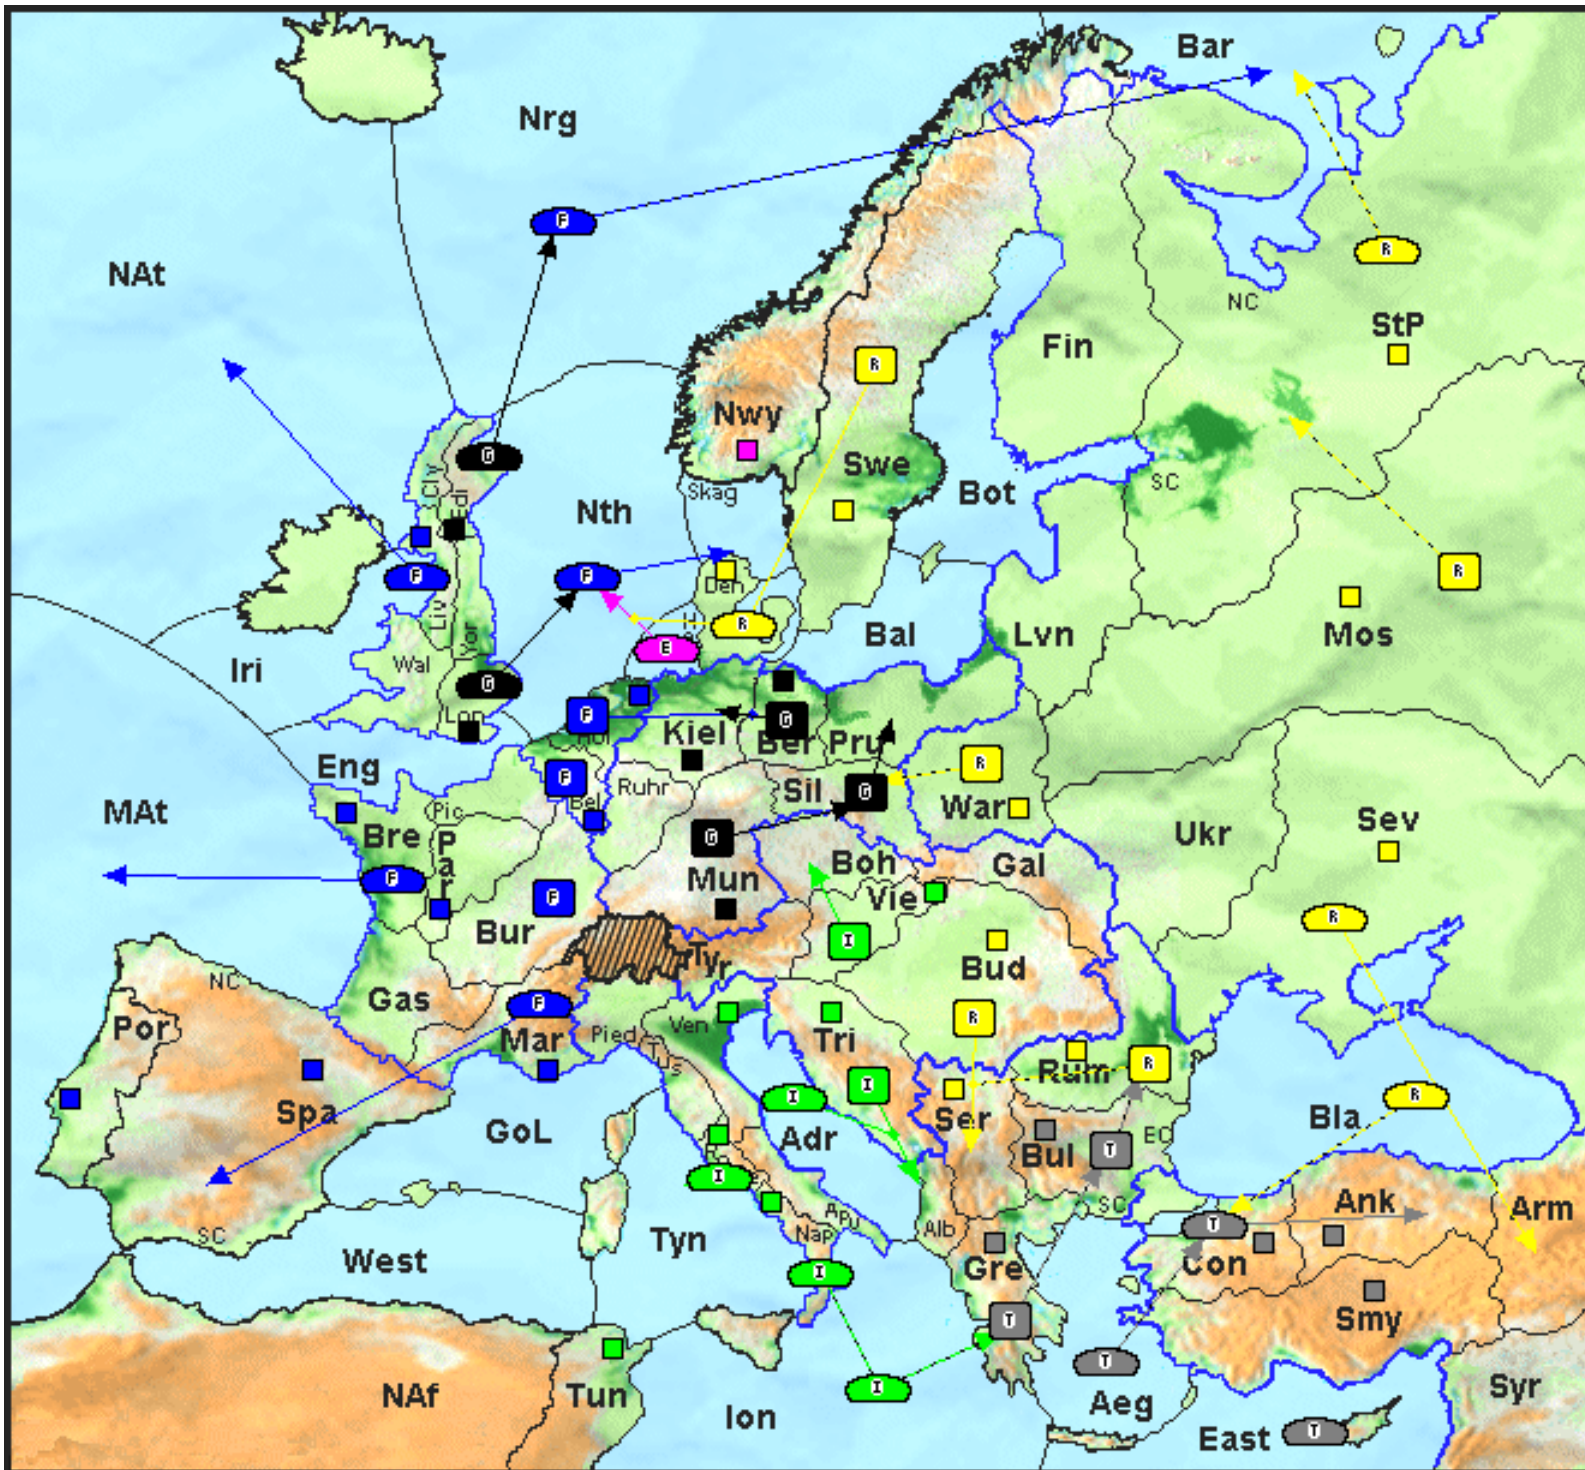 Bar
Nrg
NAt
NC
StP
Fin
Nwy
Swe
Skag
Bot
SC
Cly
Edi
Nth
Den
Liv
Yor
Bal
Lvn
Mos
Iri
Wal
Lon
Hol
Kiel
Ber
Pru
Eng
Sil
Ruhr
War
MAt
Pic
Bel
Bre
Par
Boh
Gal
Ukr
Sev
Mun
Vie
Bur
Tyr
Bud
NC
Gas
Por
Mar
Pied
Ven
Tus
Tri
Rum
Spa
GoL
Adr
Ser
Bla
Bul
EC
SC
Ank
Arm
SC
Tyn
Apu
Nap
Alb
West
Gre
Con
Smy
NAf
Tun
Ion
Aeg
East
Syr
F
R
R
G
R
F
F
R
E
G
F
G
R
F
G
G
F
F
R
I
F
R
R
I
I
R
T
I
T
I
T
I
T
T